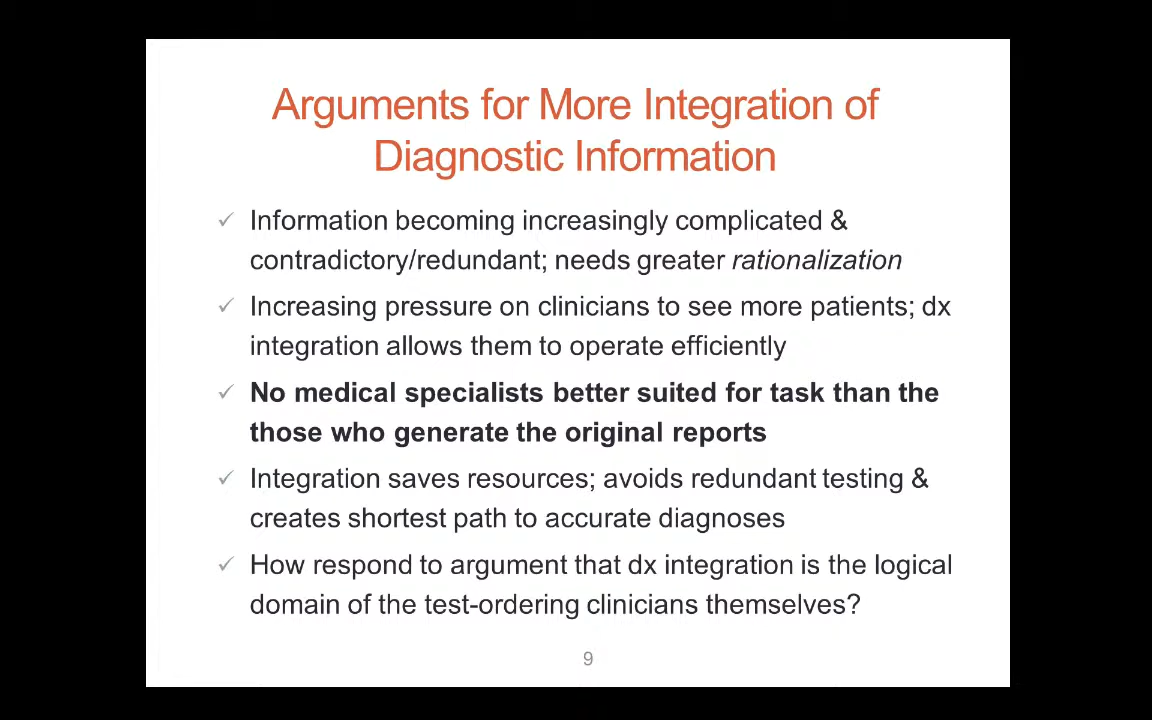 Arguments for More Integration of
Diagnostic Information
✓ Information becoming increasingly complicated &
contradictory/redundant; needs greater rationalization
✓ Increasing pressure on clinicians to see more patients; dx
integration allows them to operate efficiently
✓ No medical specialists better suited for task than the
those who generate the original reports
✓ Integration saves resources; avoids redundant testing &
creates shortest path to accurate diagnoses
✓ How respond to argument that dx integration is the logical
domain of the test-ordering clinicians themselves?
9